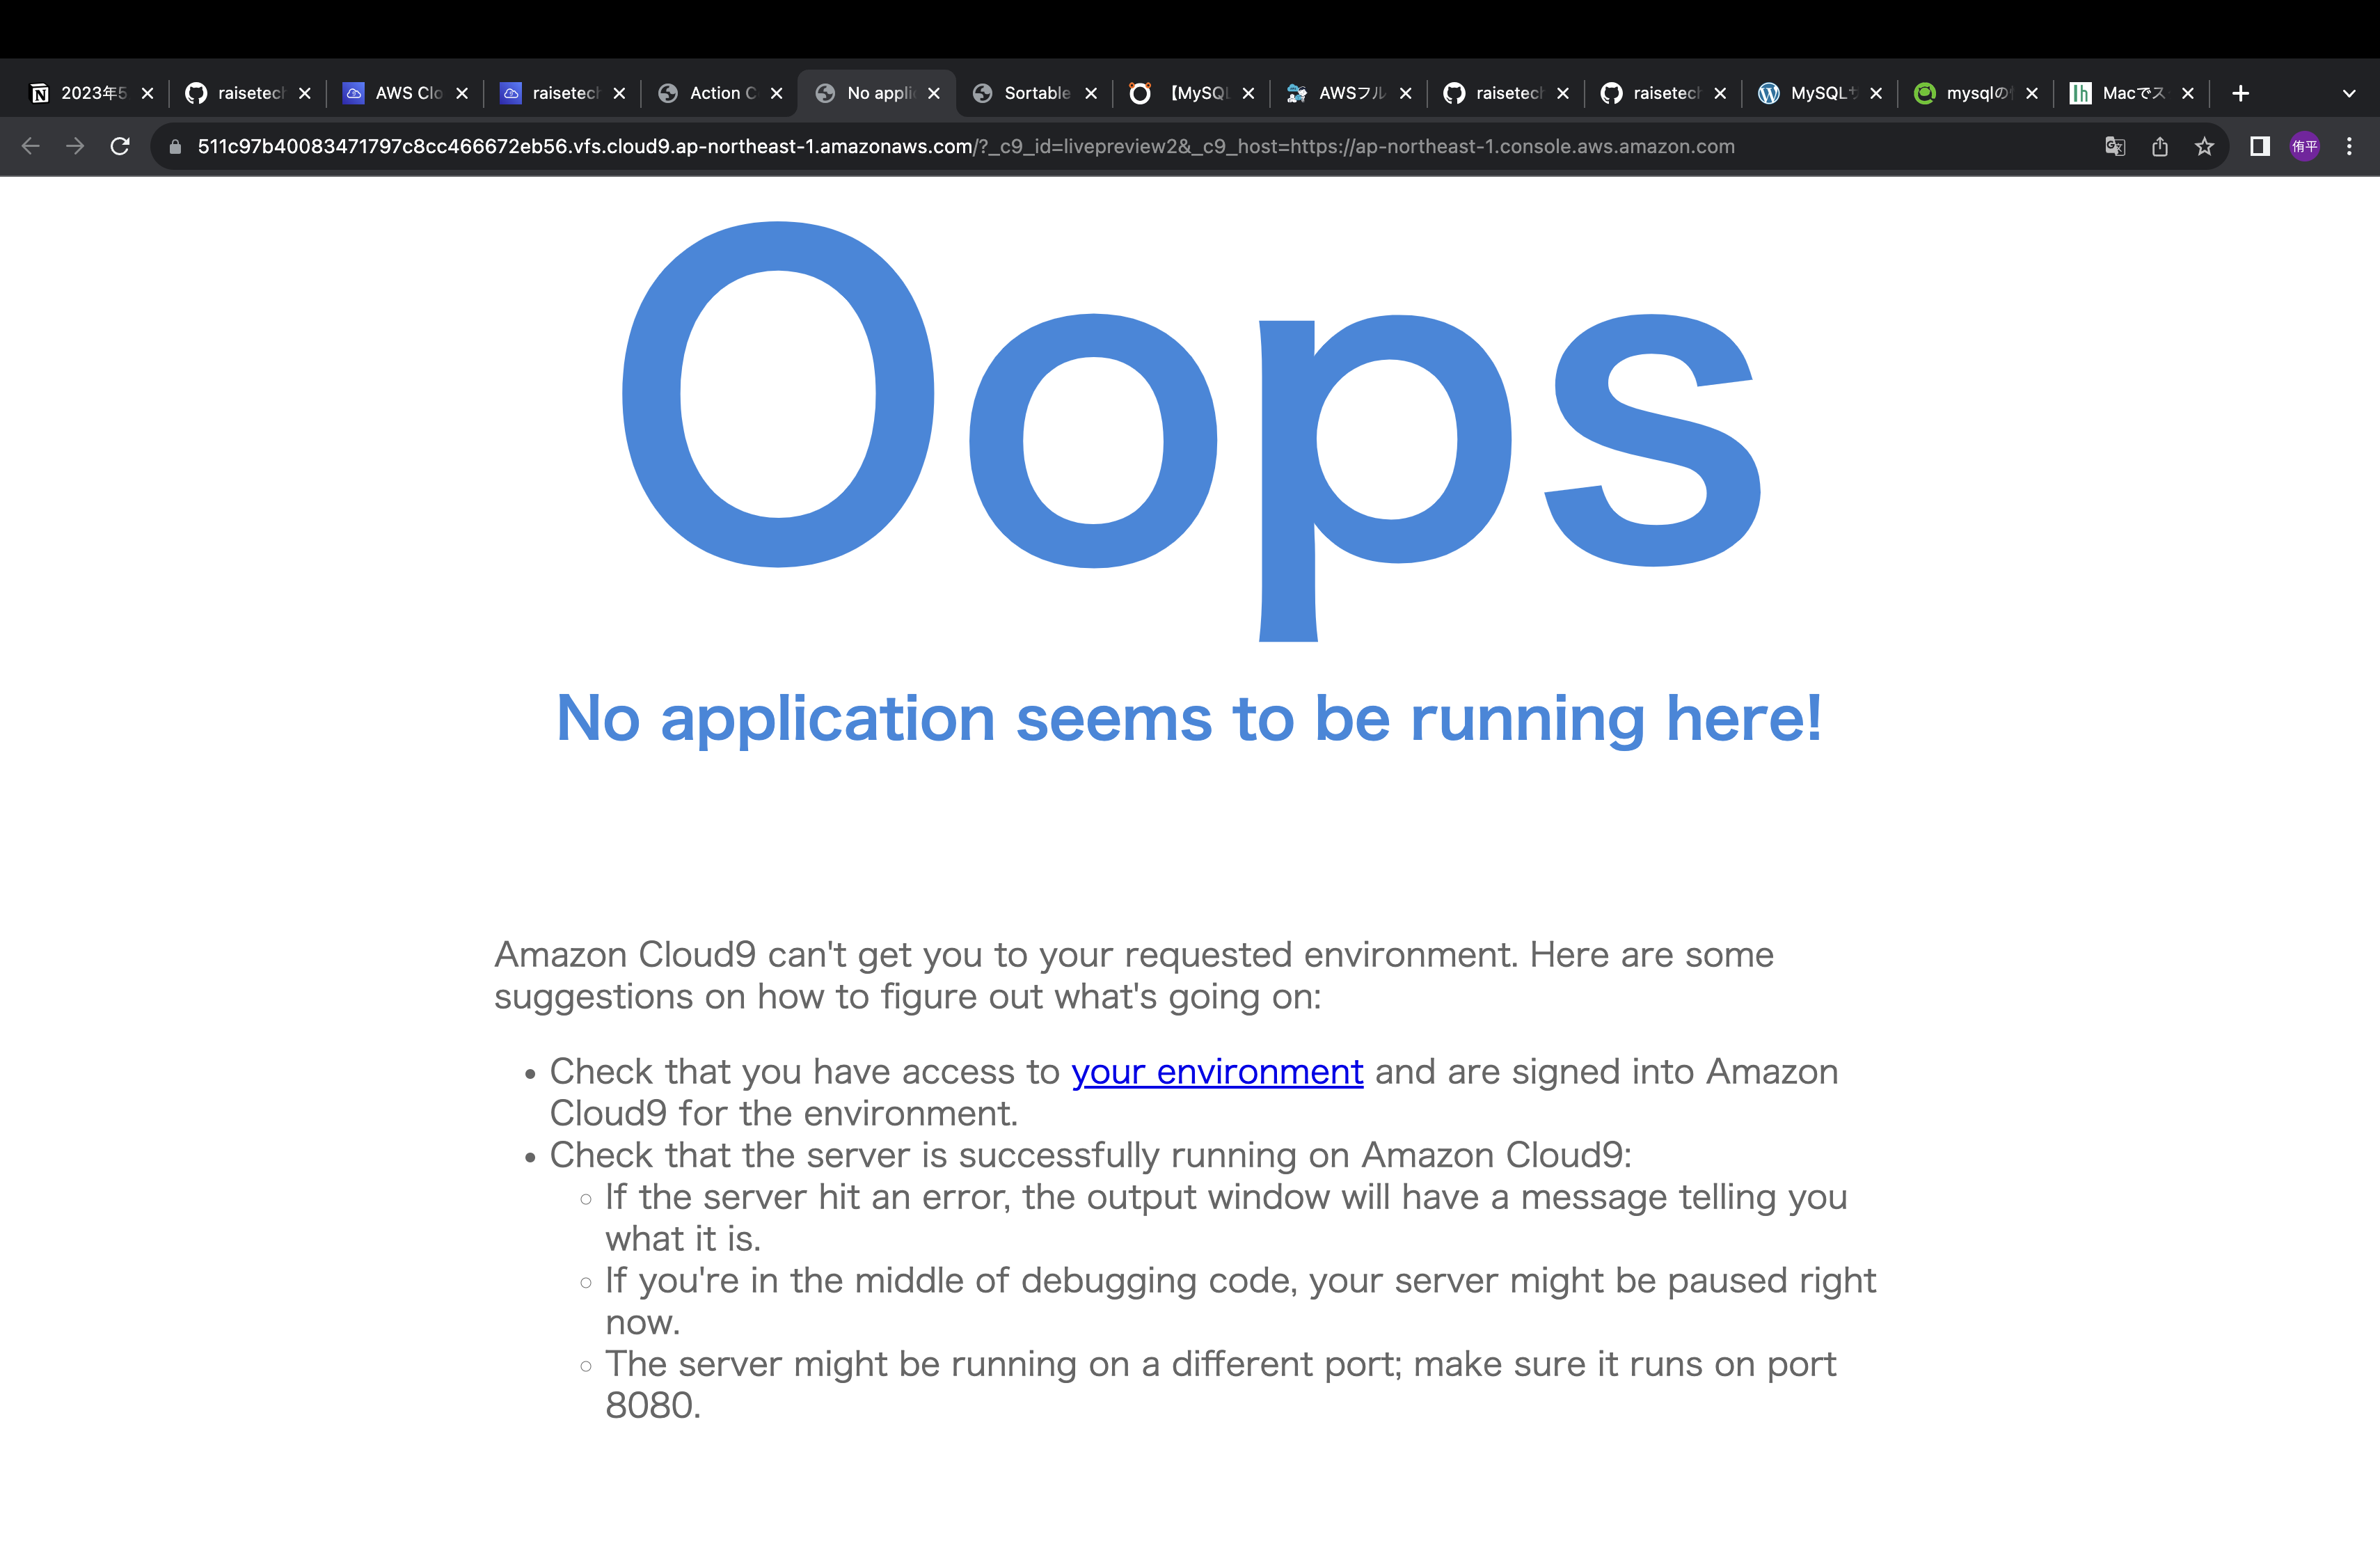 2023年5
raisetech
AWS Clo
raisetech
Action C
No appli
Sortable
【MySQL
AWSフル
raisetech
raisetech
MySQLサ
mysqlの
Macでス
511c97b40083471797c8cc466672eb56.vfs.cloud9.ap-northeast-1.amazonaws.com/?_c9_id=livepreview2&_c9_host=https://ap-northeast-1.console.aws.amazon.com
侑平
Oops
No application seems to be running here!
Amazon Cloud9 can't get you to your requested environment. Here are some
suggestions on how to figure out what's going on:
Check that you have access to your environment and are signed into Amazon
Cloud9 for the environment.
Check that the server is successfully running on Amazon Cloud9:
If the server hit an error, the output window will have a message telling you
what it is.
If you're in the middle of debugging code, your server might be paused right
now.
The server might be running on a different port; make sure it runs on port
8080.